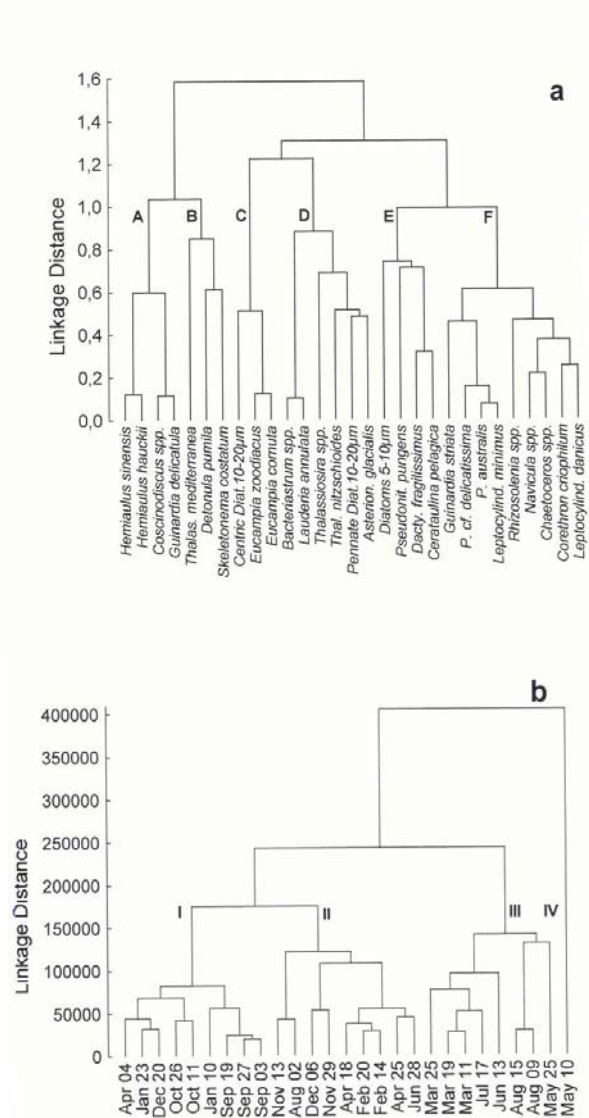 a
1,6
1,4
1,2
1,0
0,8
0,6
0,4
0,2
0,0
Linkage Distance
A
B
C
D
E
F
Hemiaulus sinensis
Hemiaulus hauckii
Coscinodiscus spp.
Guinardia delicatula
Thalas. mediterranea
Detonula pumila
Skeletonema costatum
Centric Diat.10-20µm
Eucampia zoodiacus
Eucampia cornuta
Bacteriastrum spp.
Lauderia annulata
Thalassiosira spp.
Thal. nitzschioides
Pennate Diat.10-20µm
Asterion. glacialis
Diatoms 5-10µm
Pseudonit. pungens
Dacty. fragilissimus
Cerataulina pelagica
Guinardia striata
P. cf. delicatissima
P. australis
Leptocylind. minimus
Rhizosolenia spp.
Navicula spp.
Chaetoceros spp.
Corethron criophilum
Leptocylind. danicus
b
400000
350000
300000
250000
200000
150000
100000
50000
0
Linkage Distance
I
II
III
IV
Apr 04
Jan 23
Dec 20
Oct 26
Oct 11
Jan 10
Sep 19
Sep 27
Sep 03
Nov 13
Aug 02
Dec 06
Nov 29
Apr 18
Feb 20
Feb 14
Apr 25
Jun 28
Mar 25
Mar 19
Mar 11
Jul 17
Jun 13
Aug 15
Aug 09
May 25
May 10